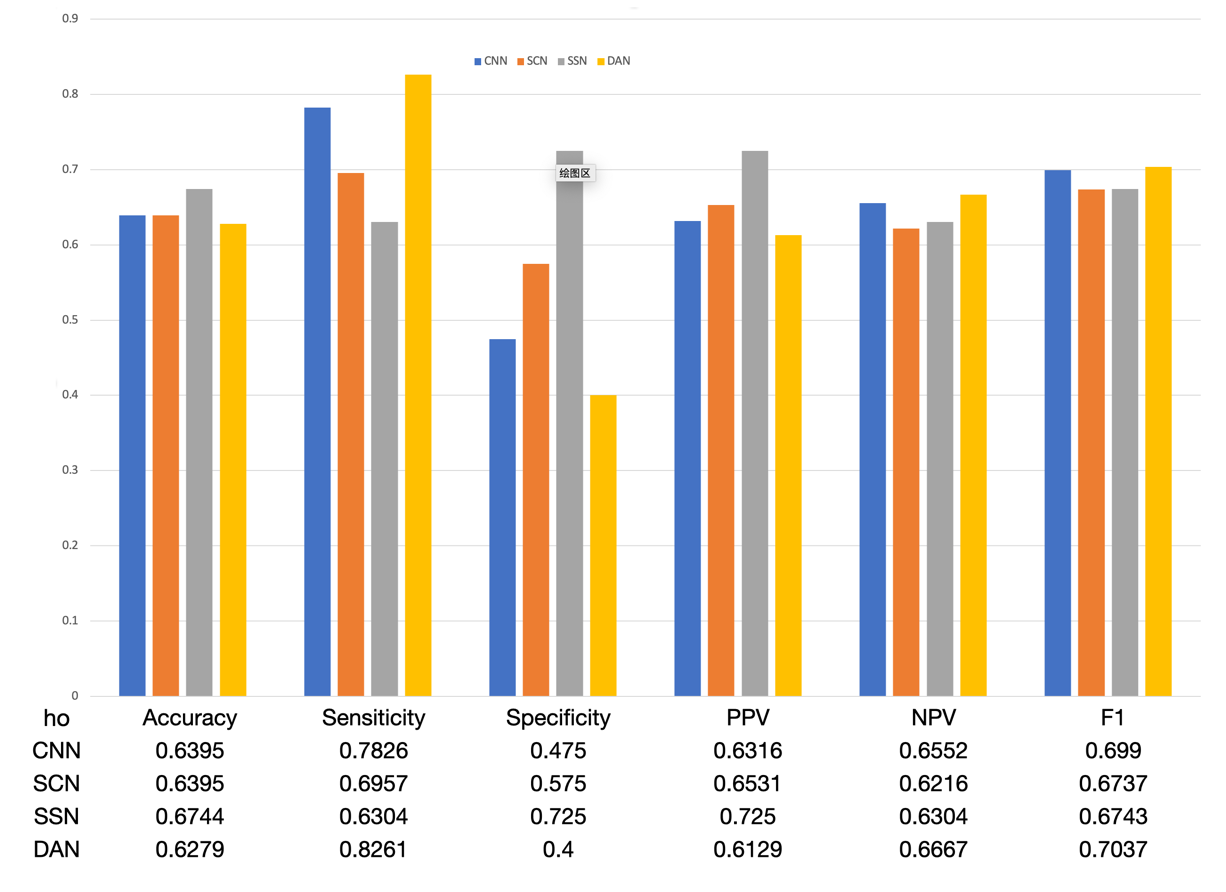 0.9
CNN SCN SSN DAN
0.8
0.7
绘图区
0.6
0.5
0.4
0.3
0.2
0.1
0
ho Accuracy Sensiticity Specificity PPV NPV F1
CNN 0.6395 0.7826 0.475 0.6316 0.6552 0.699
SCN 0.6395 0.6957 0.575 0.6531 0.6216 0.6737
SSN 0.6744 0.6304 0.725 0.725 0.6304 0.6743
DAN 0.6279 0.8261 0.4 0.6129 0.6667 0.7037